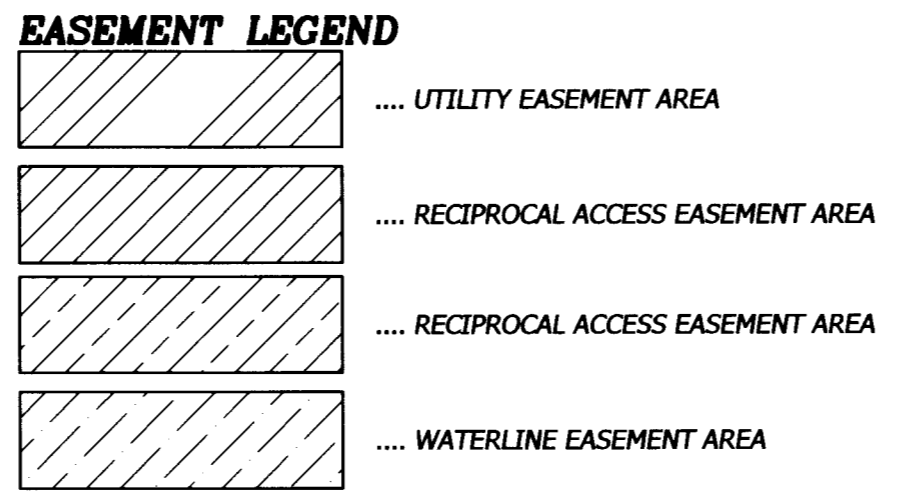 EASEMENT LEGEND
.... UTILITY EASEMENT AREA
.... RECIPROCAL ACCESS EASEMENT AREA
.... RECIPROCAL ACCESS EASEMENT AREA
.... WATERLINE EASEMENT AREA